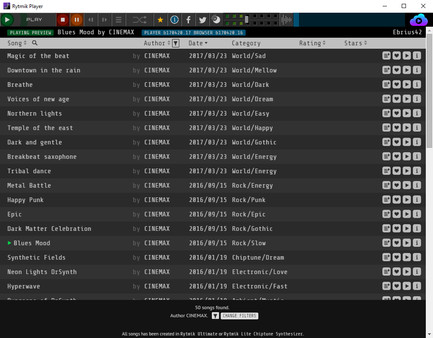 Rytmik Player
PLAY
PLAYING PREVIEW Blues Mood by CINEMAX PLAYER b170420.17 BROWSER b170420.16 Ebrius42
Song Author Date Category Rating Stars
Magic of the beat by CINEMAX 2017/03/23 World/Sad
Downtown in the rain by CINEMAX 2017/03/23 World/Mellow
Breathe by CINEMAX 2017/03/23 World/Dark
Voices of new age by CINEMAX 2017/03/23 World/Dream
Northern lights by CINEMAX 2017/03/23 World/Easy
Temple of the east by CINEMAX 2017/03/23 World/Happy
Dark and gentle by CINEMAX 2017/03/23 World/Gothic
Breakbeat saxophone by CINEMAX 2017/03/23 World/Energy
Tribal dance by CINEMAX 2017/03/23 World/Energy
Metal Battle by CINEMAX 2016/09/15 Rock/Energy
Happy Punk by CINEMAX 2016/09/15 Rock/Punk
Epic by CINEMAX 2016/09/15 Rock/Epic
Dark Matter Celebration by CINEMAX 2016/09/15 Rock/Gothic
Blues Mood by CINEMAX 2016/09/15 Rock/Slow
Synthetic Fields by CINEMAX 2016/01/19 Chiptune/Dream
Neon Lights DrSynth by CINEMAX 2016/01/19 Electronic/Love
Hyperwave by CINEMAX 2016/01/19 Electronic/Fast
50 songs found.
Author CINEMAX. CHANGE FILTERS
All songs has been created in Rytmik Ultimate or Rytmik Lite Chiptune Synthesizer.